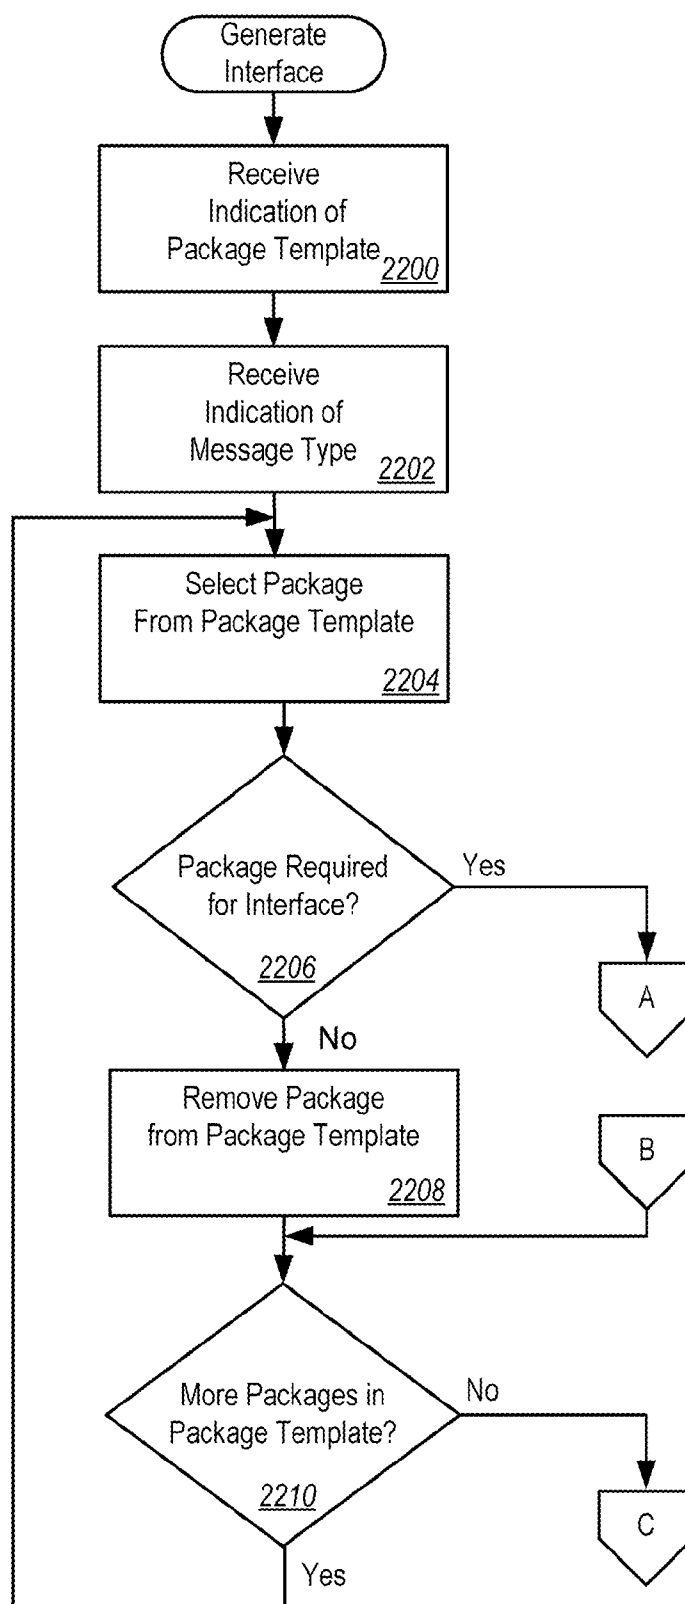 Generate
Interface
Receive
Indication of
Package Template
2200
Receive
Indication of
Message Type
2202
Select Package
From Package Template
2204
Package Required
for Interface?
2206
Yes
A
No
Remove Package
from Package Template
2208
B
More Packages in
Package Template?
2210
No
C
Yes